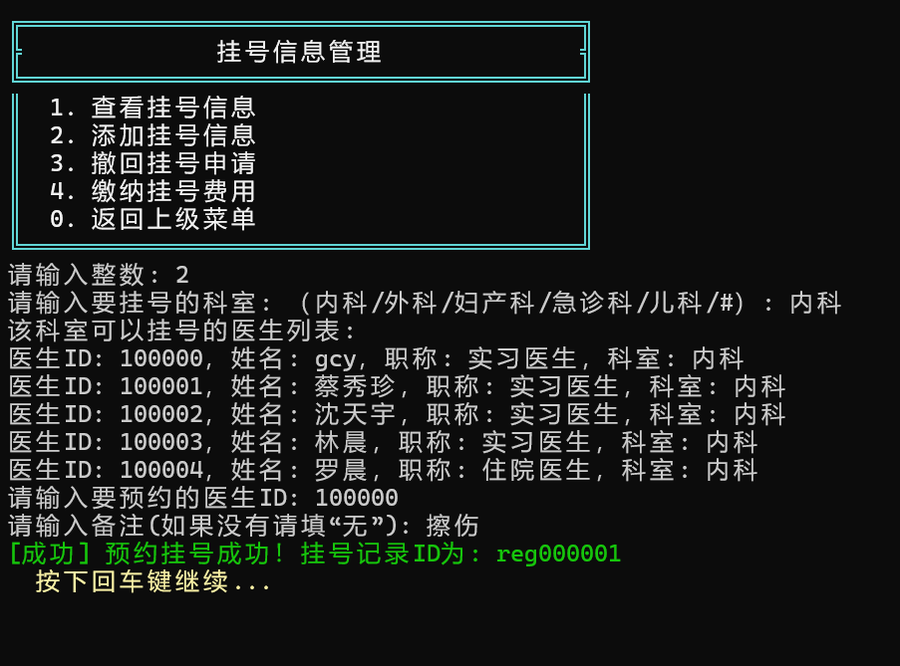 挂号信息管理
1. 查看挂号信息
2. 添加挂号信息
3. 撤回挂号申请
4. 缴纳挂号费用
0. 返回上级菜单
请输入整数: 2
请输入要挂号的科室: (内科/外科/妇产科/急诊科/儿科/#): 内科
该科室可以挂号的医生列表:
医生ID: 100000, 姓名: gcy, 职称: 实习医生, 科室: 内科
医生ID: 100001, 姓名: 蔡秀珍, 职称: 实习医生, 科室: 内科
医生ID: 100002, 姓名: 沈天宇, 职称: 实习医生, 科室: 内科
医生ID: 100003, 姓名: 林晨, 职称: 实习医生, 科室: 内科
医生ID: 100004, 姓名: 罗晨, 职称: 住院医生, 科室: 内科
请输入要预约的医生ID: 100000
请输入备注(如果没有请填“无”): 擦伤
[成功] 预约挂号成功! 挂号记录ID为: reg000001
按下回车键继续...